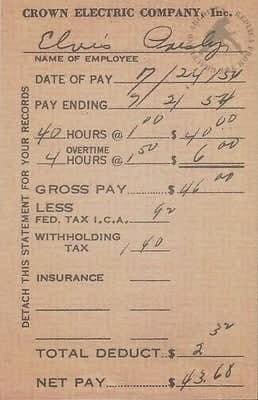 CROWN ELECTRIC COMPANY, Inc.
Elvis Presley
NAME OF EMPLOYEE
DATE OF PAY 7/24/54
PAY ENDING 7/21/54
40 HOURS @ 1.00 $ 40.00
OVERTIME
4 HOURS @ 1.50 $ 6.00
GROSS PAY $ 46.00
LESS
FED. TAX I.C.A. 92
WITHHOLDING
TAX 1.40
INSURANCE
TOTAL DEDUCT. $ 2.32
NET PAY $ 43.68
DETACH THIS STATEMENT FOR YOUR RECORDS